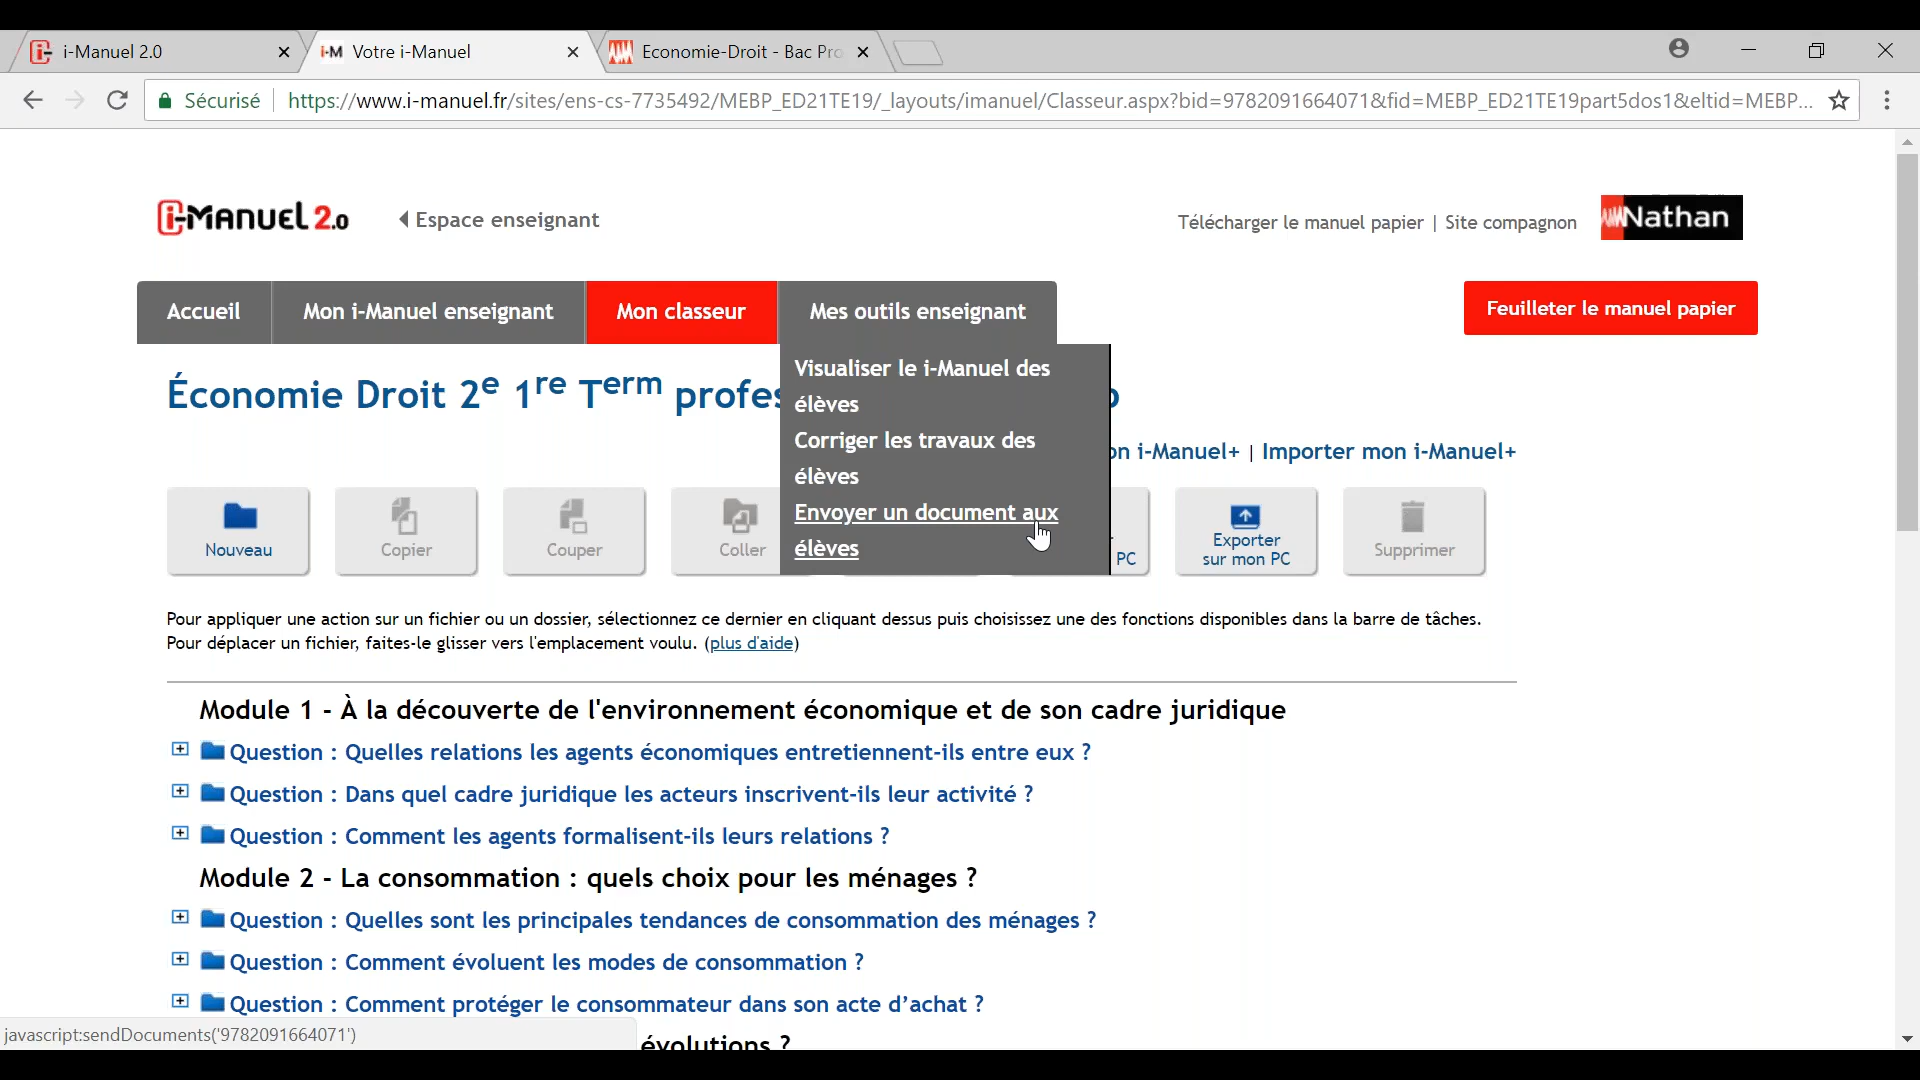 i-Manuel 2.0
Votre i-Manuel
Economie-Droit - Bac Pro
Sécurisé
https://www.i-manuel.fr/sites/ens-cs-7735492/MEBP_ED21TE19/_layouts/imanuel/Classeur.aspx?bid=9782091664071&fid=MEBP_ED21TE19part5dos1&eltid=MEBP...
i-Manuel 2.0
Espace enseignant
Télécharger le manuel papier | Site compagnon
Nathan
Accueil
Mon i-Manuel enseignant
Mon classeur
Mes outils enseignant
Feuilleter le manuel papier
Visualiser le i-Manuel des
élèves
Corriger les travaux des
élèves
Envoyer un document aux
élèves
Économie Droit 2e 1re Term profes
on i-Manuel+ | Importer mon i-Manuel+
Nouveau
Copier
Couper
Coller
PC
Exporter
sur mon PC
Supprimer
Pour appliquer une action sur un fichier ou un dossier, sélectionnez ce dernier en cliquant dessus puis choisissez une des fonctions disponibles dans la barre de tâches.
Pour déplacer un fichier, faites-le glisser vers l'emplacement voulu. (plus d'aide)
Module 1 - À la découverte de l'environnement économique et de son cadre juridique
Question : Quelles relations les agents économiques entretiennent-ils entre eux ?
Question : Dans quel cadre juridique les acteurs inscrivent-ils leur activité ?
Question : Comment les agents formalisent-ils leurs relations ?
Module 2 - La consommation : quels choix pour les ménages ?
Question : Quelles sont les principales tendances de consommation des ménages ?
Question : Comment évoluent les modes de consommation ?
Question : Comment protéger le consommateur dans son acte d’achat ?
évolutions ?
javascript:sendDocuments('9782091664071')